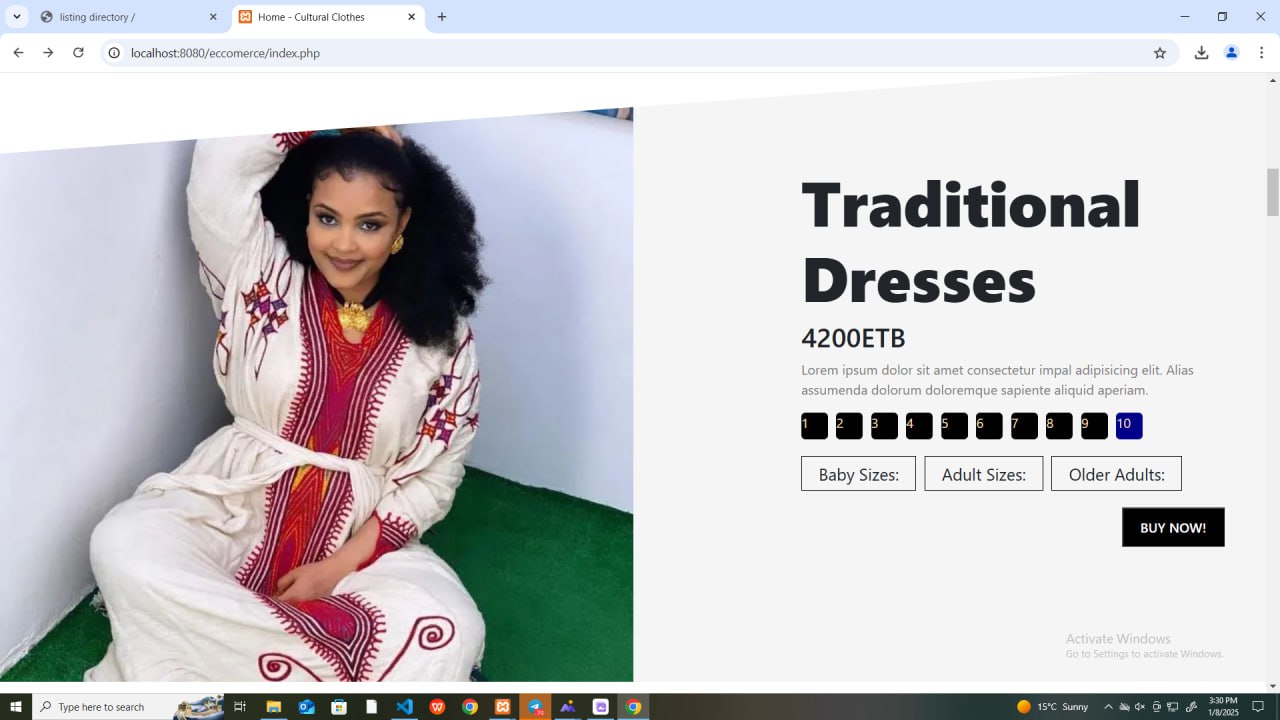 listing directory /
Home - Cultural Clothes
localhost:8080/eccomerce/index.php
Traditional
Dresses
4200ETB
Lorem ipsum dolor sit amet consectetur impal adipisicing elit. Alias
assumenda dolorum doloremque sapiente aliquid aperiam.
1 2 3 4 5 6 7 8 9 10
Baby Sizes: Adult Sizes: Older Adults:
BUY NOW!
Activate Windows
Go to Settings to activate Windows.
Type here to search
15°C Sunny
3:30 PM
1/8/2025